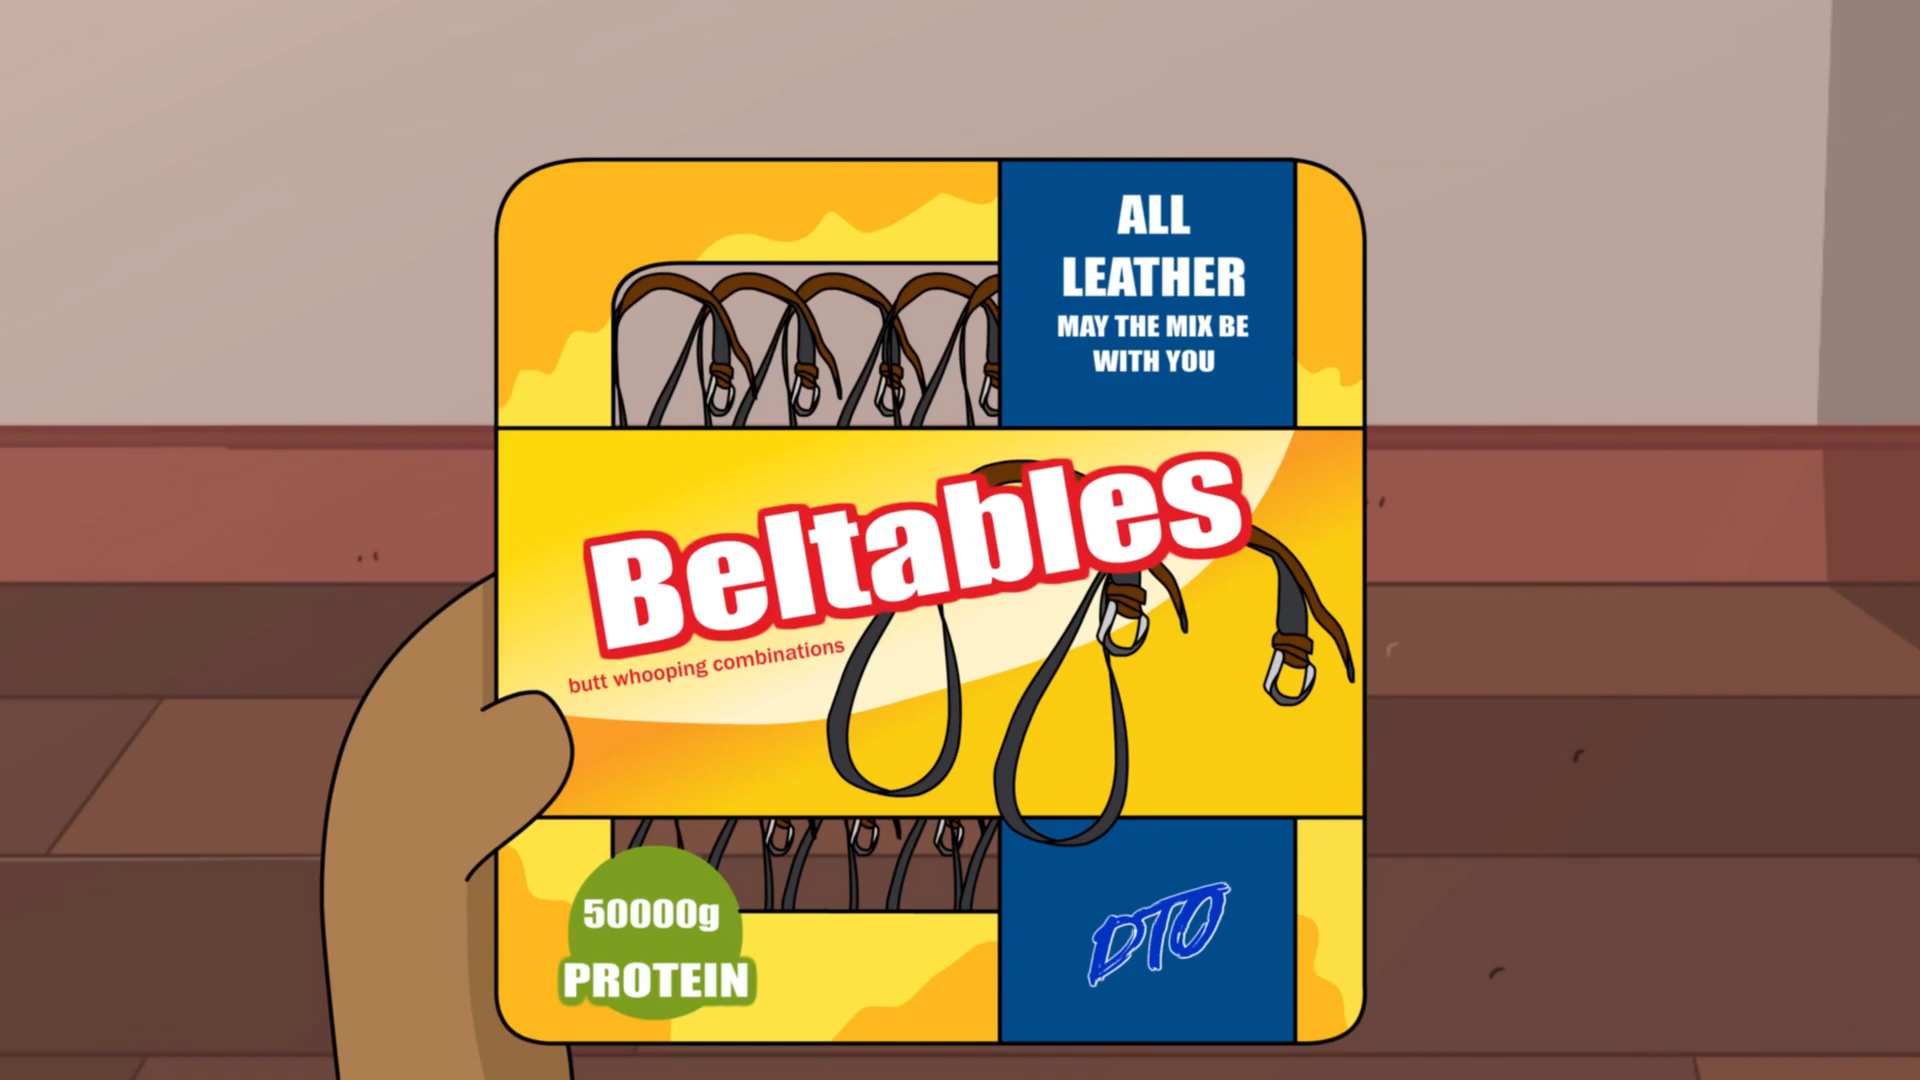 ALL
LEATHER
MAY THE MIX BE
WITH YOU
Beltables
butt whooping combinations
50000g
PROTEIN
DTO